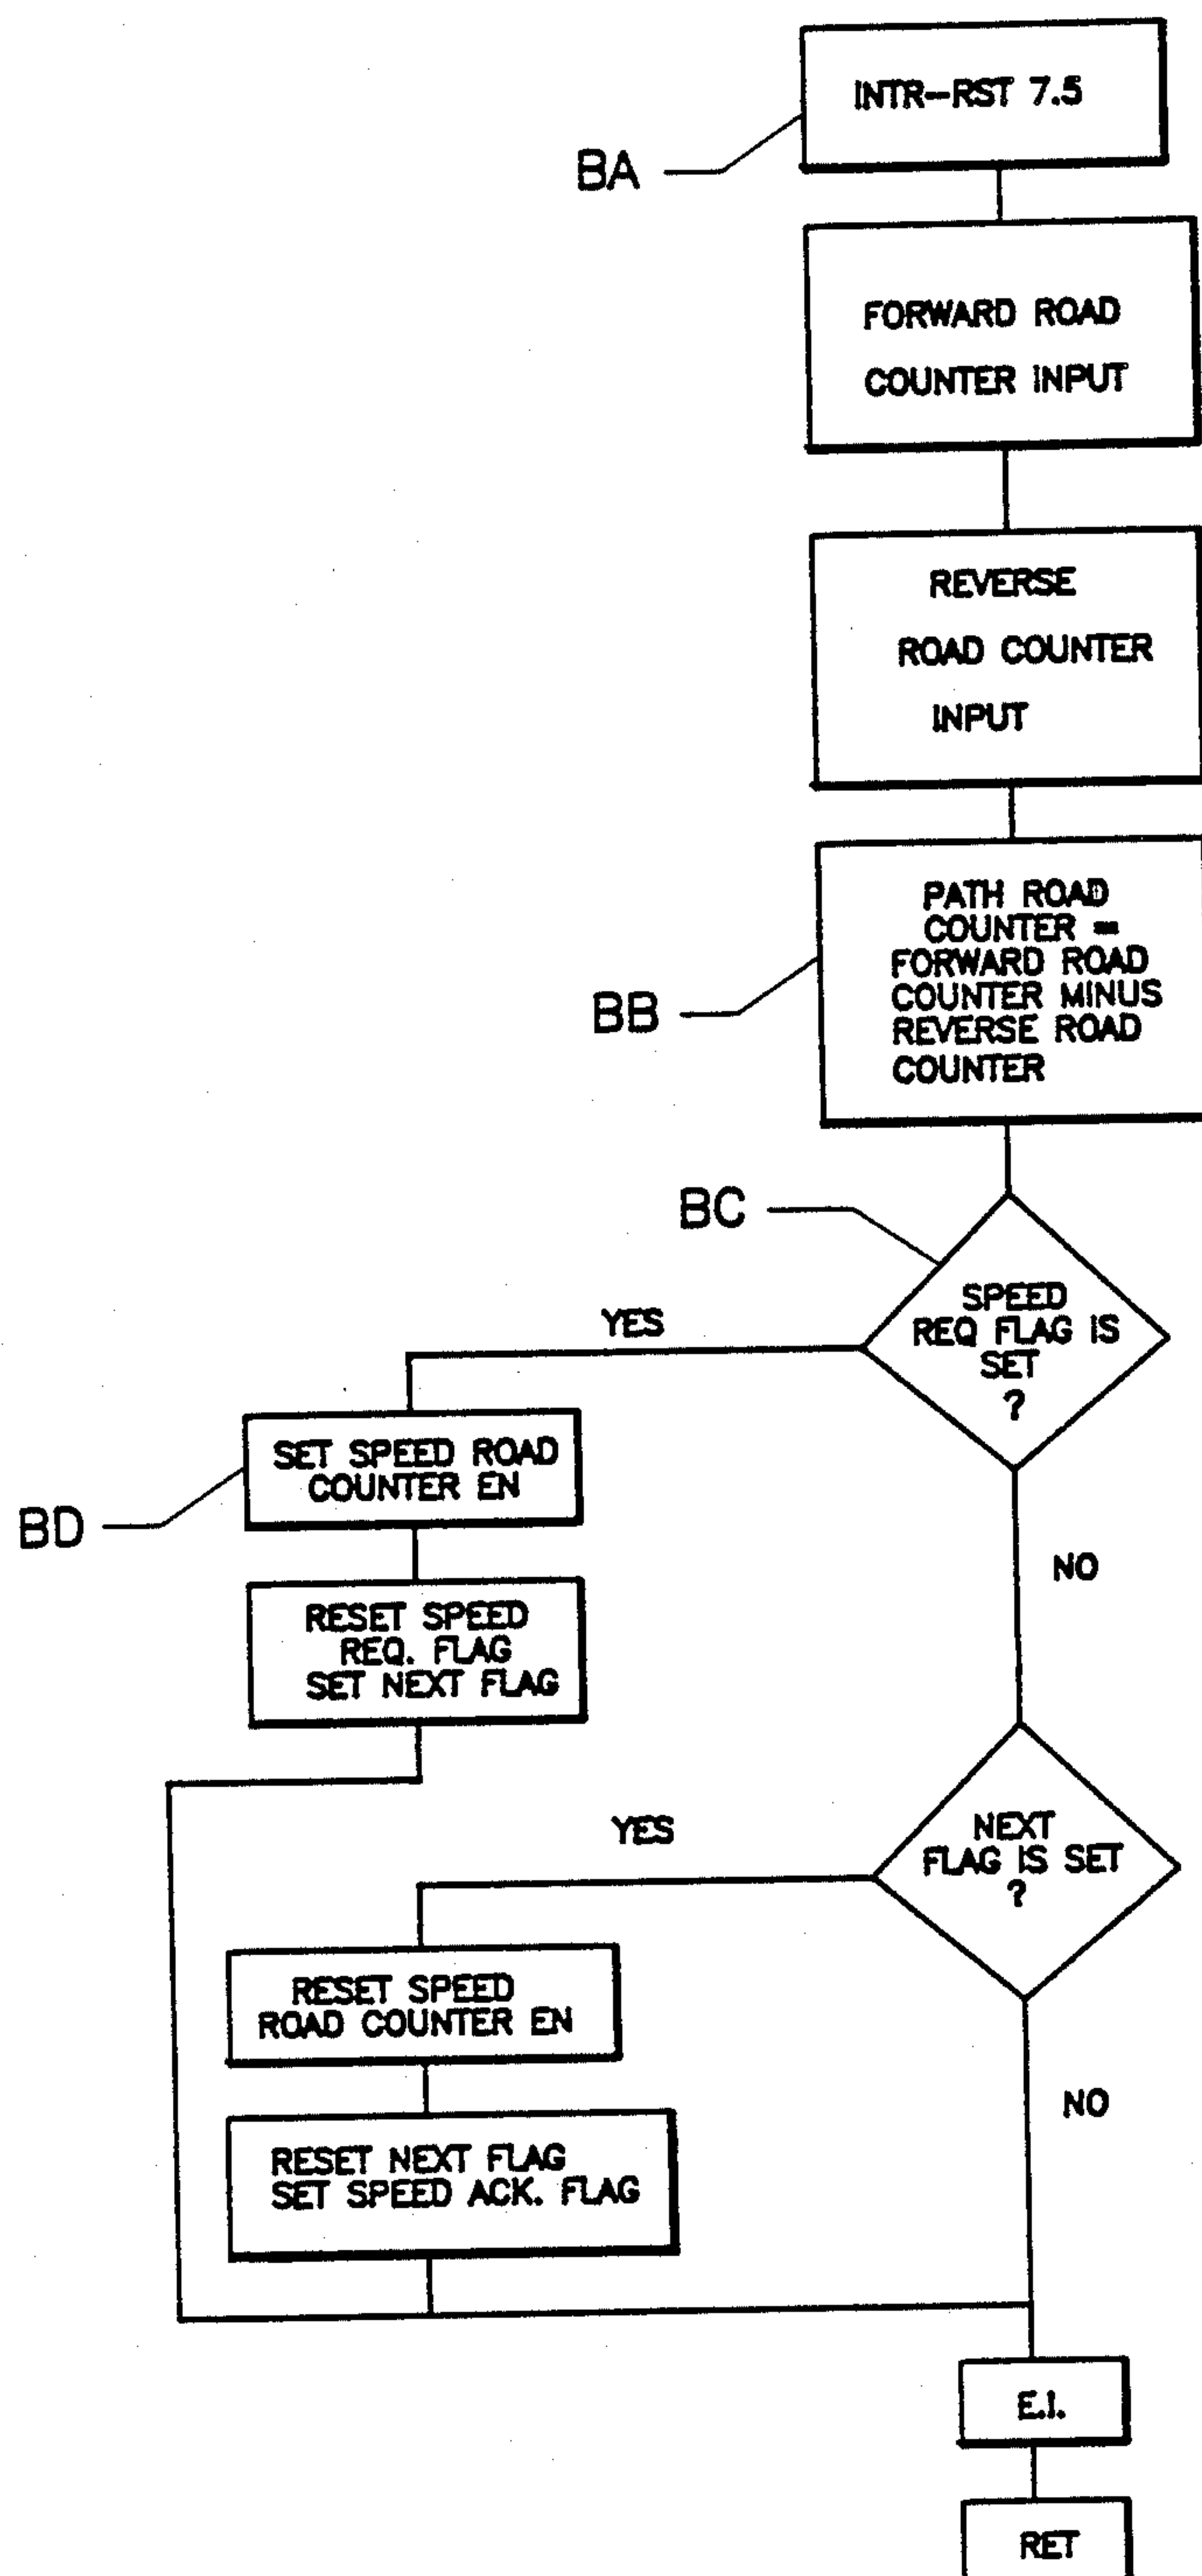 INTR-RST 7.5
BA
FORWARD ROAD
COUNTER INPUT
REVERSE
ROAD COUNTER
INPUT
PATH ROAD
COUNTER =
FORWARD ROAD
COUNTER MINUS
REVERSE ROAD
COUNTER
BB
BC
SPEED
REQ FLAG IS
SET
?
YES
SET SPEED ROAD
COUNTER EN
BD
NO
RESET SPEED
REQ. FLAG
SET NEXT FLAG
YES
NEXT
FLAG IS SET
?
RESET SPEED
ROAD COUNTER EN
NO
RESET NEXT FLAG
SET SPEED ACK. FLAG
E.I.
RET